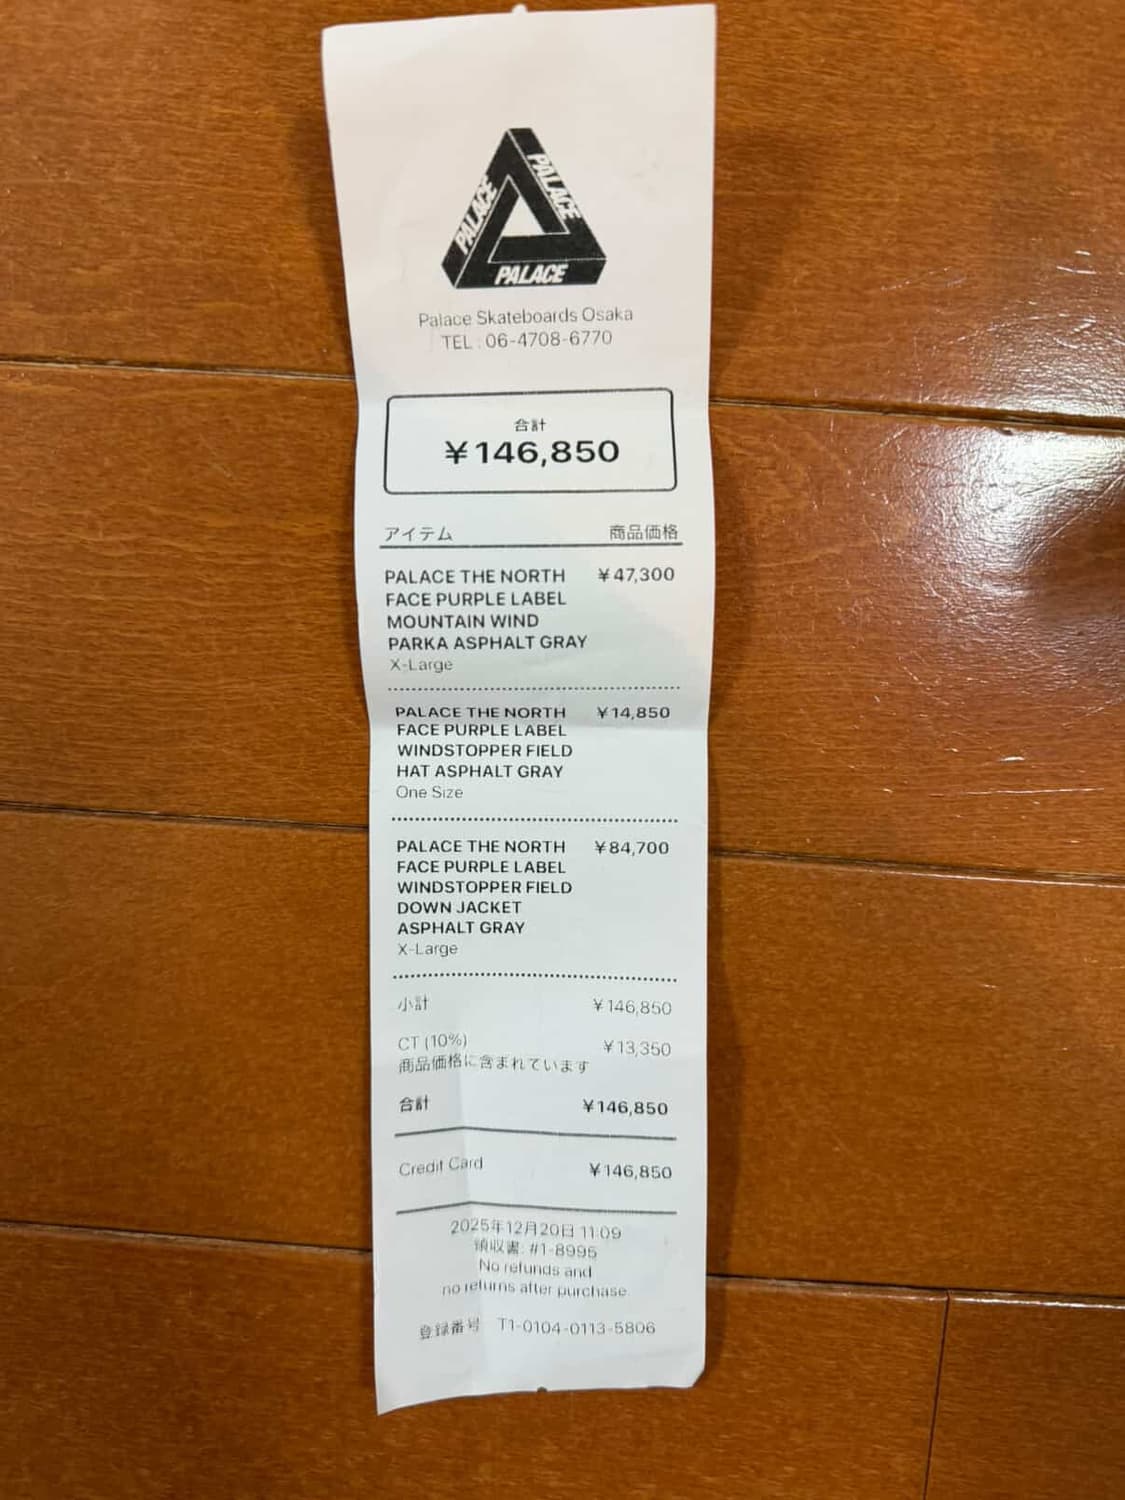 PALACE
PALACE
PALACE
Palace Skateboards Osaka
TEL : 06-4708-6770
合計
¥146,850
アイテム 商品価格
PALACE THE NORTH ¥47,300
FACE PURPLE LABEL
MOUNTAIN WIND
PARKA ASPHALT GRAY
X-Large
PALACE THE NORTH ¥14,850
FACE PURPLE LABEL
WINDSTOPPER FIELD
HAT ASPHALT GRAY
One Size
PALACE THE NORTH ¥84,700
FACE PURPLE LABEL
WINDSTOPPER FIELD
DOWN JACKET
ASPHALT GRAY
X-Large
小計 ¥146,850
CT (10%) ¥13,350
商品価格に含まれています
合計 ¥146,850
Credit Card ¥146,850
2025年12月20日 11:09
領収書: #1-8995
No refunds and
no returns after purchase
登録番号 T1-0104-0113-5806